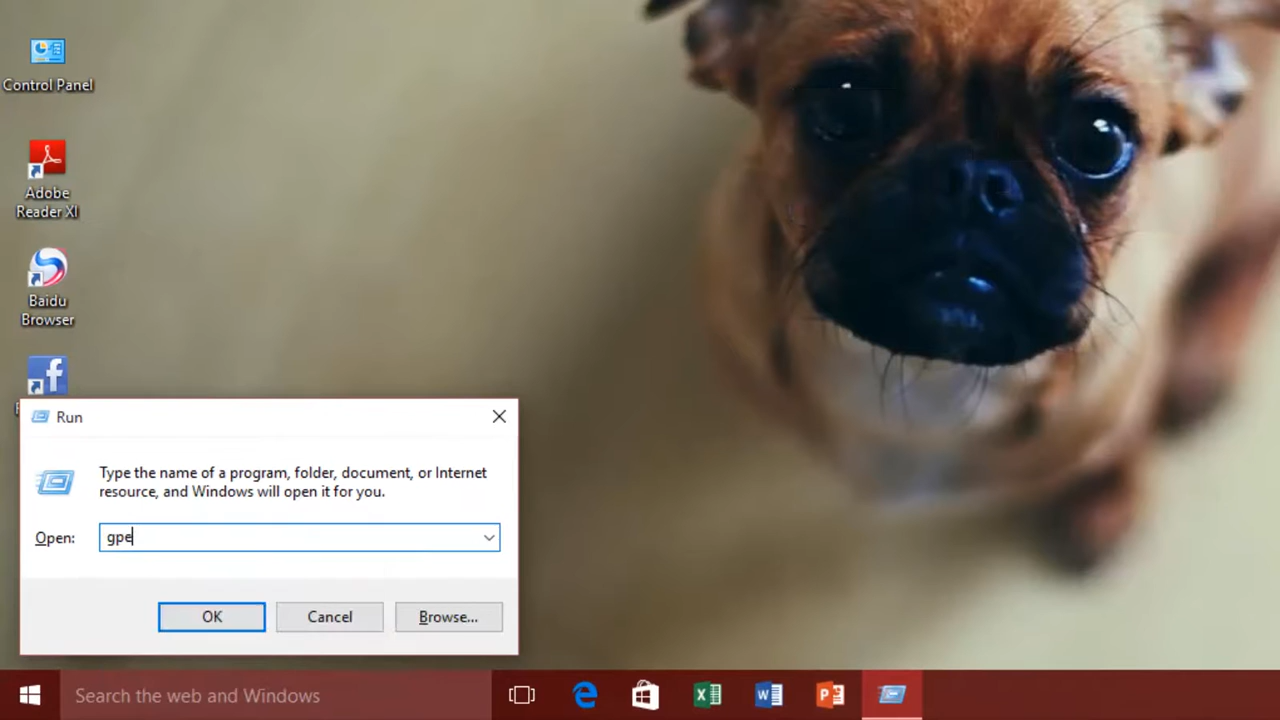 Control Panel
Adobe
Reader XI
Baidu
Browser
Run
Type the name of a program, folder, document, or Internet
resource, and Windows will open it for you.
Open:
gpe
OK
Cancel
Browse...
Search the web and Windows